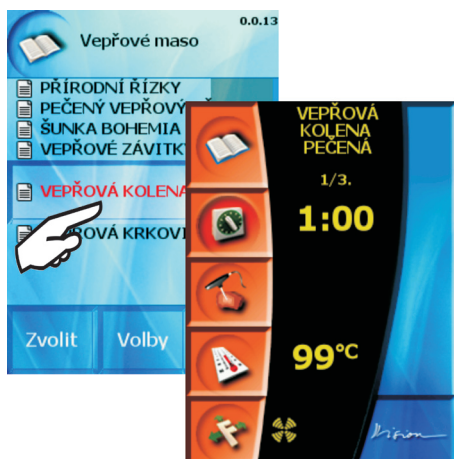 0.0.13
Vepřové maso
PŘÍRODNÍ ŘÍZKY
PEČENÝ VEPŘOVÝ
ŠUNKA BOHEMIA
VEPŘOVÉ ZÁVITK
VEPŘOVÁ KOLENA
KRKOVI
Zvolit
Volby
VEPŘOVÁ
KOLENA
PEČENÁ
1/3.
1:00
99°C
Vision